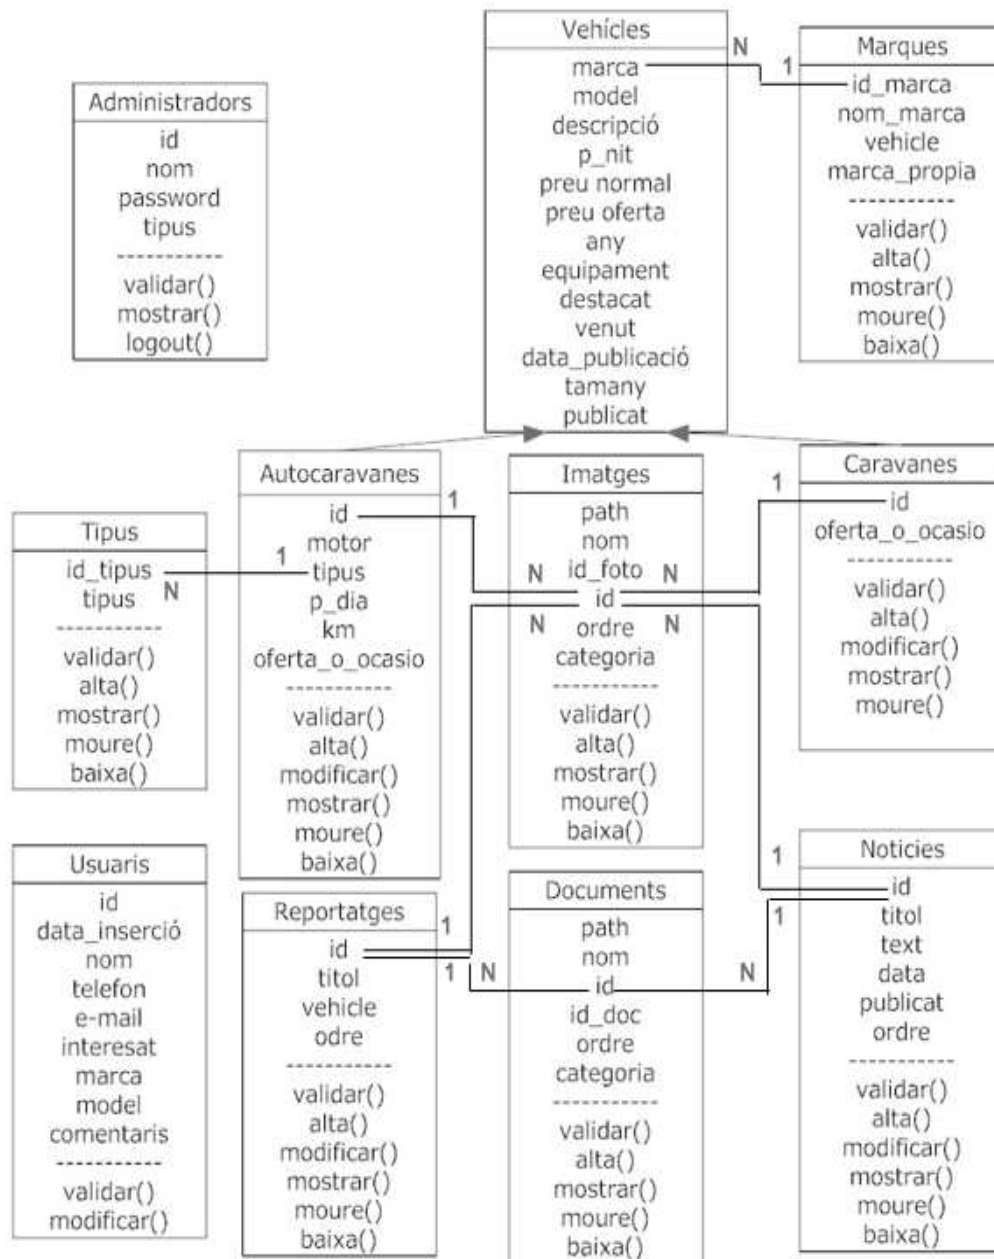 Administradors
id
nom
password
tipus
-----------
validar()
mostrar()
logout()
Vehícles
marca
model
descripció
p_nit
preu normal
preu oferta
any
equipament
destacat
venut
data_publicació
tamany
publicat
N
1
Marques
id_marca
nom_marca
vehicle
marca_propia
-----------
validar()
alta()
mostrar()
moure()
baixa()
Tipus
id_tipus
tipus
-----------
validar()
alta()
mostrar()
moure()
baixa()
N
1
Autocaravanes
id
motor
tipus
p_dia
km
oferta_o_ocasio
-----------
validar()
alta()
modificar()
mostrar()
moure()
baixa()
1
N
N
N
N
Imatges
path
nom
id_foto
id
ordre
categoria
-----------
validar()
alta()
mostrar()
moure()
baixa()
1
Caravanes
id
oferta_o_ocasio
-----------
validar()
alta()
modificar()
mostrar()
moure()
Usuaris
id
data_inserció
nom
telefon
e-mail
interesat
marca
model
comentaris
-----------
validar()
modificar()
Reportatges
id
titol
vehicle
odre
-----------
validar()
alta()
modificar()
mostrar()
moure()
baixa()
1
1
N
Documents
path
nom
id
id_doc
ordre
categoria
-----------
validar()
alta()
mostrar()
moure()
baixa()
N
1
1
Noticies
id
titol
text
data
publicat
ordre
-----------
validar()
alta()
modificar()
mostrar()
moure()
baixa()